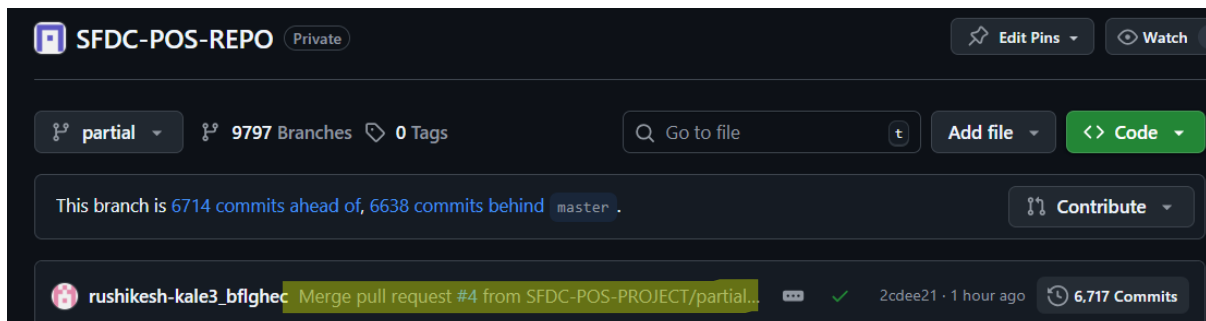 SFDC-POS-REPO Private Edit Pins Watch
partial 9797 Branches 0 Tags Go to file t Add file <> Code
This branch is 6714 commits ahead of, 6638 commits behind master . Contribute
rushikesh-kale3_bflghec Merge pull request #4 from SFDC-POS-PROJECT/partial... 2cdee21 · 1 hour ago 6,717 Commits